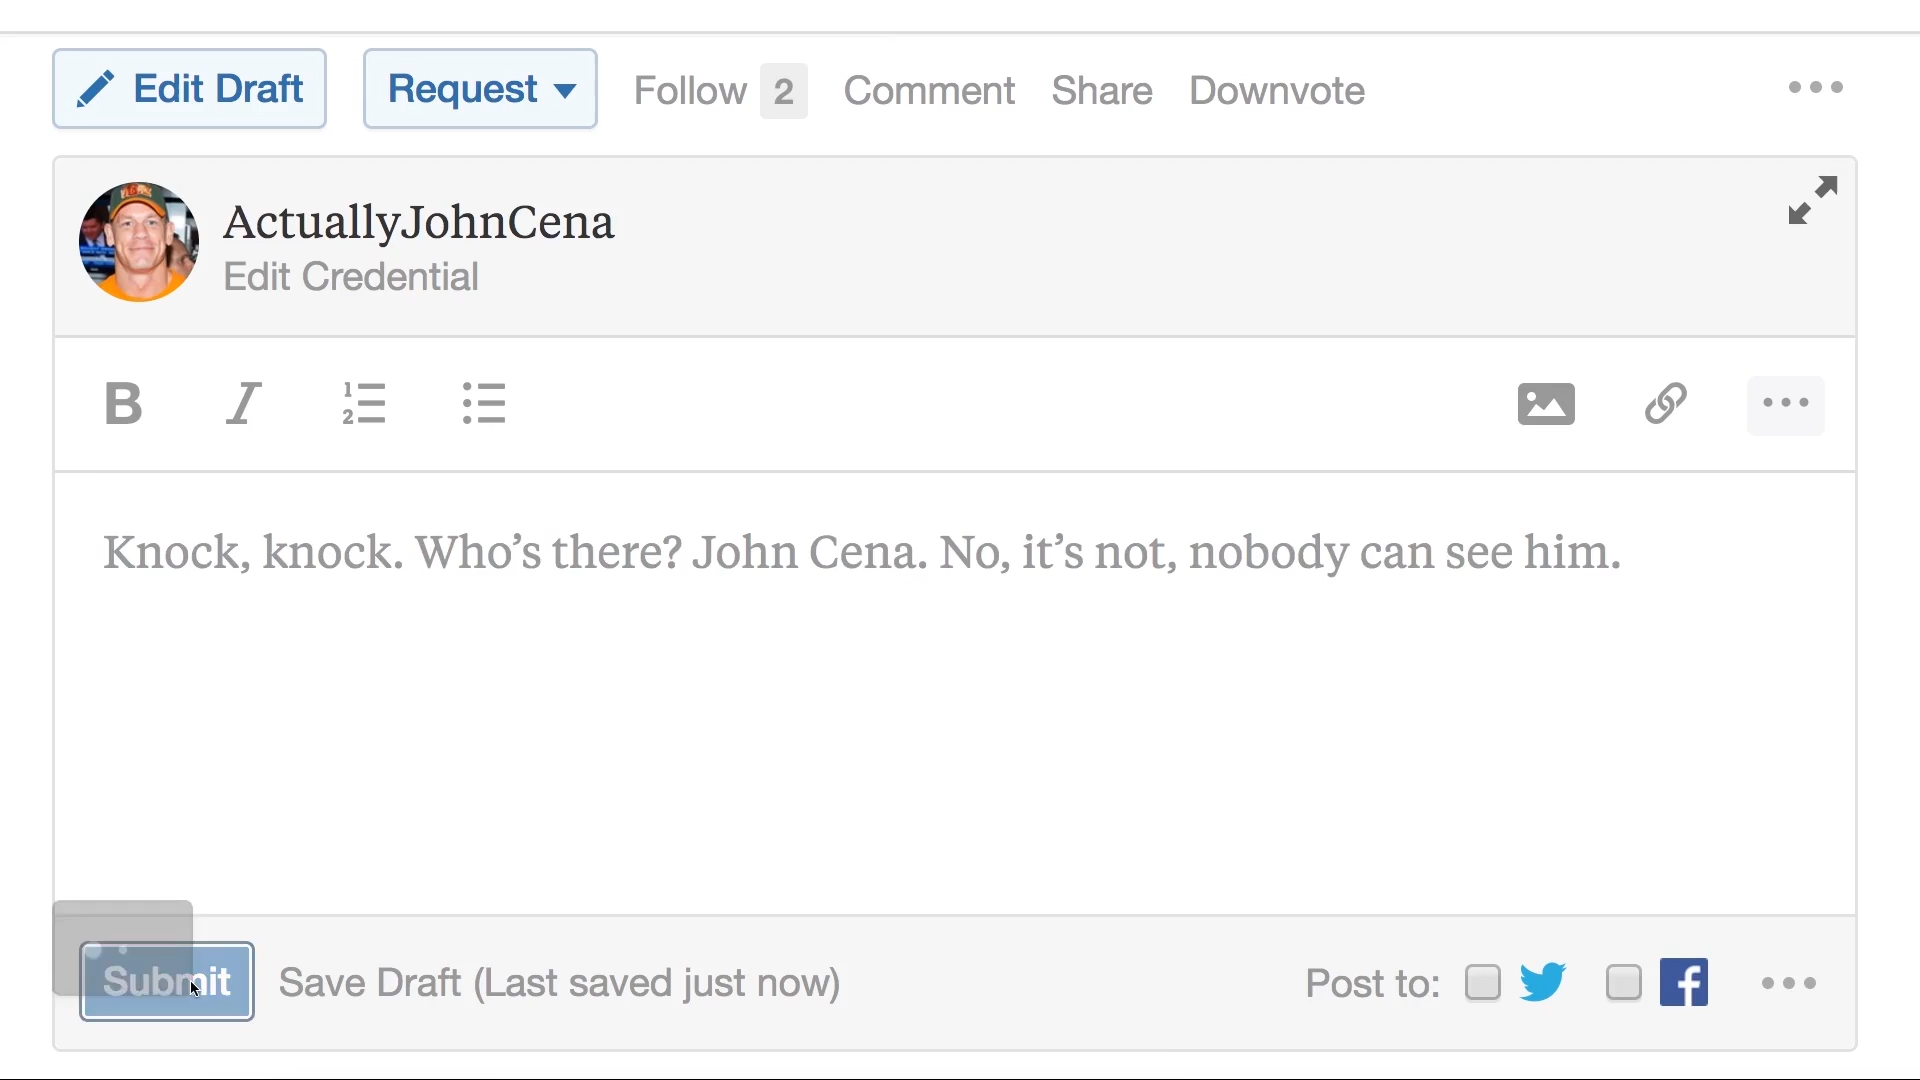 Edit Draft Request Follow 2 Comment Share Downvote
ActuallyJohnCena
Edit Credential
B I
Knock, knock. Who’s there? John Cena. No, it’s not, nobody can see him.
Submit Save Draft (Last saved just now) Post to: